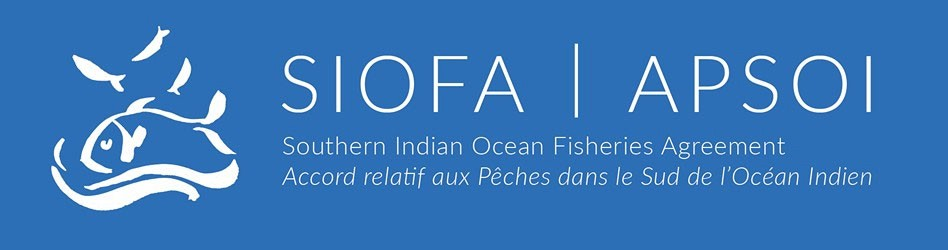 SIOFA | APSOI
Southern Indian Ocean Fisheries Agreement
Accord relatif aux Pêches dans le Sud de l'Océan Indien